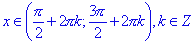 x ∈ (π/2 + 2πk; 3π/2 + 2πk), k ∈ Z